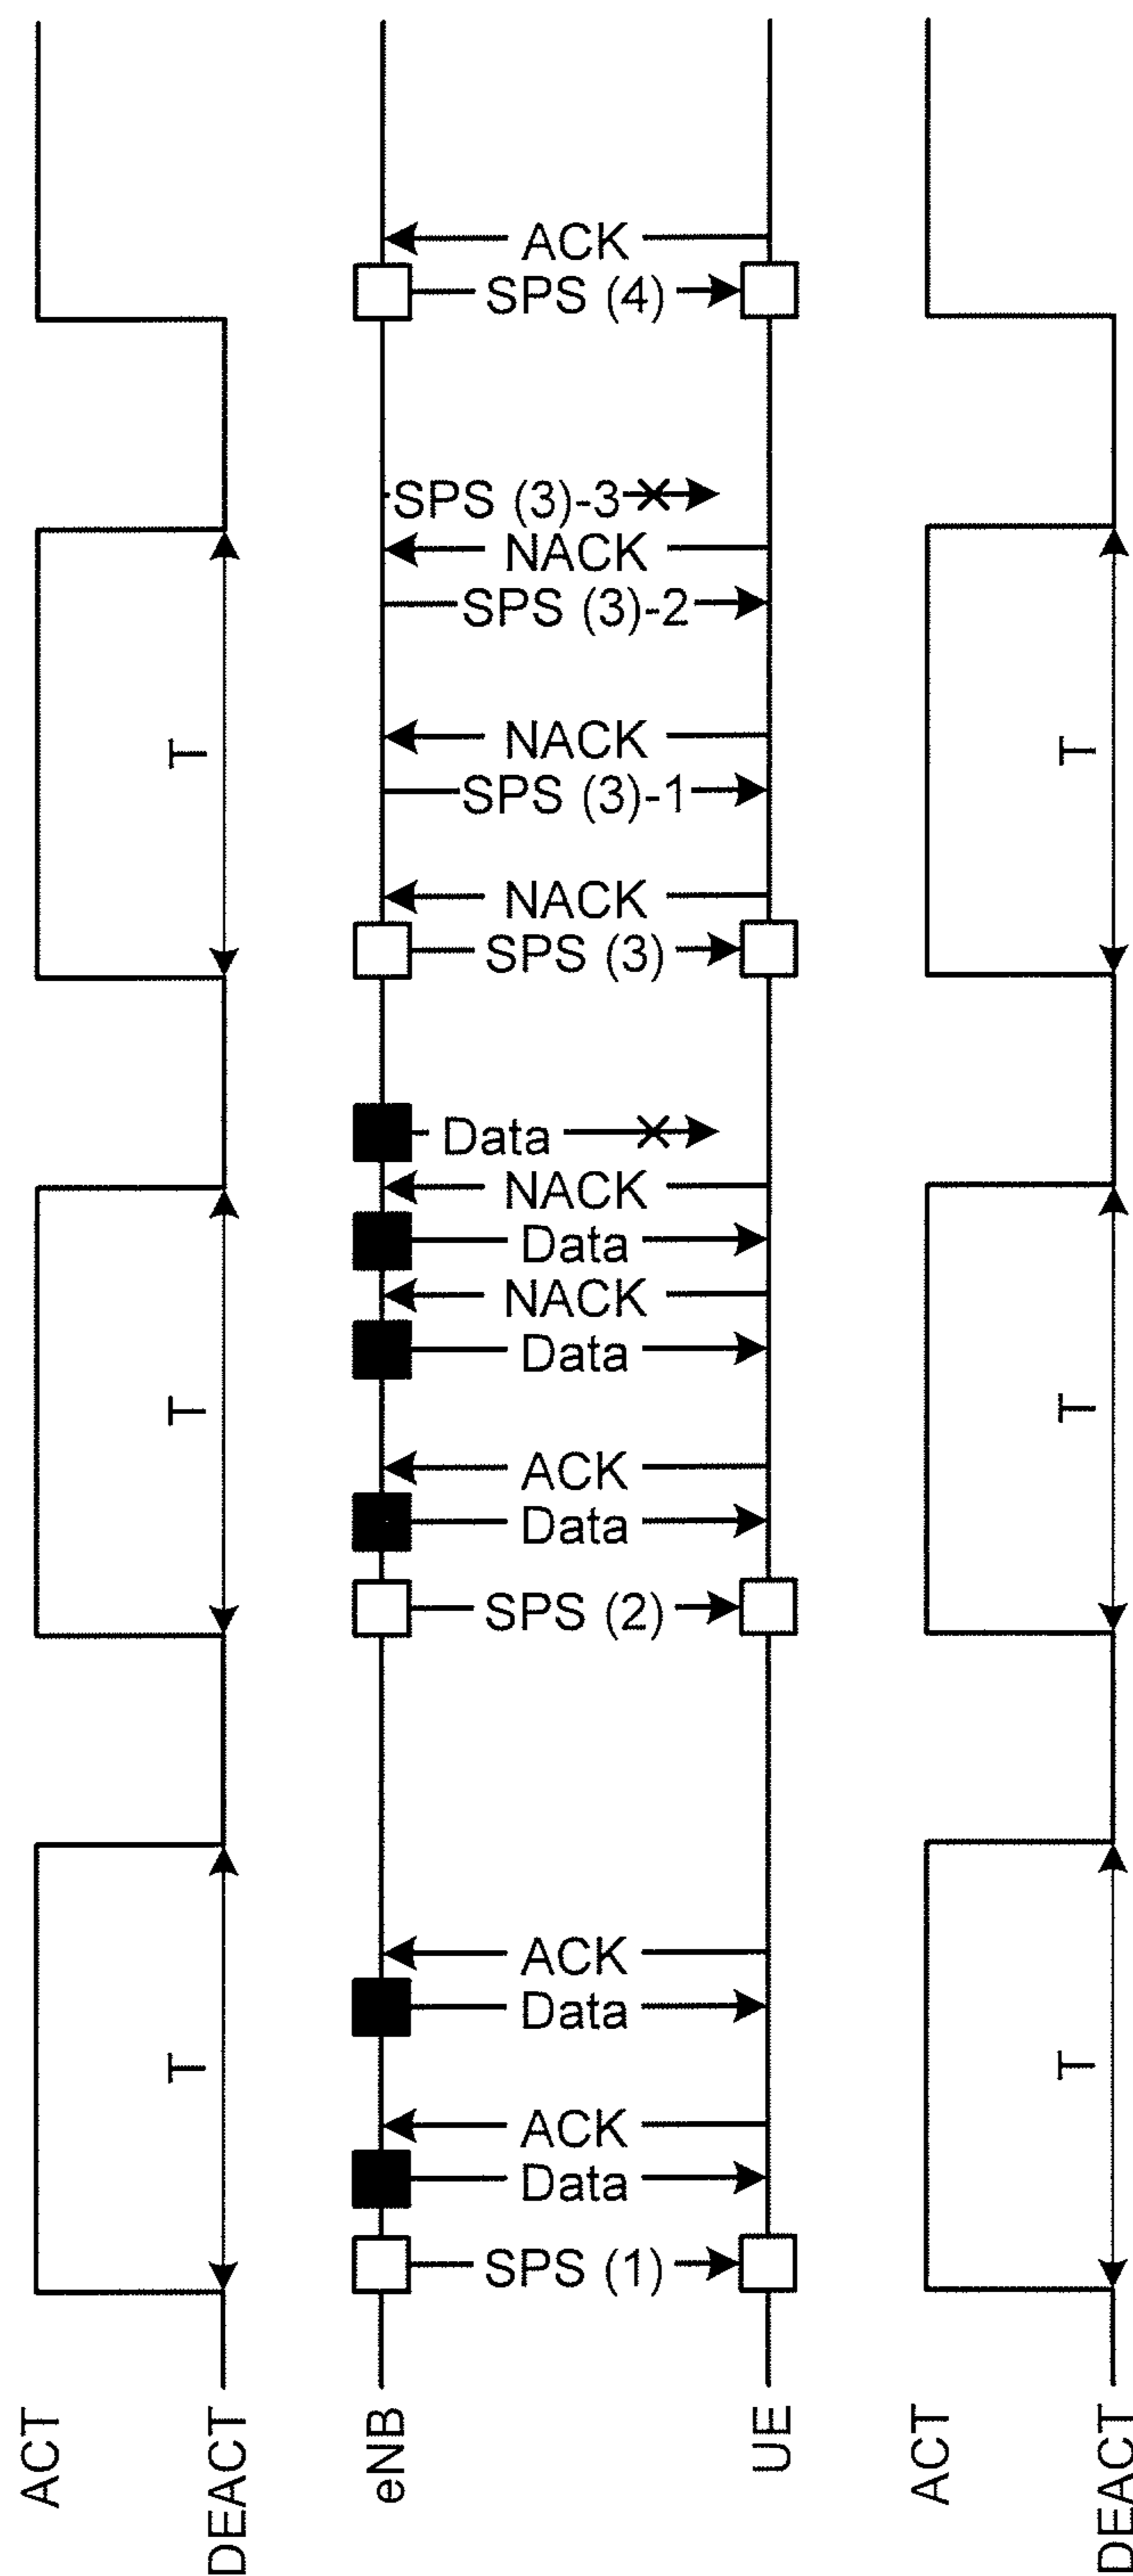 ACK
SPS (4)
SPS (3)-3
NACK
SPS (3)-2
T
T
NACK
SPS (3)-1
NACK
SPS (3)
Data
NACK
Data
NACK
Data
T
T
ACK
Data
SPS (2)
ACK
Data
T
T
ACK
Data
SPS (1)
ACT
DEACT
eNB
UE
ACT
DEACT